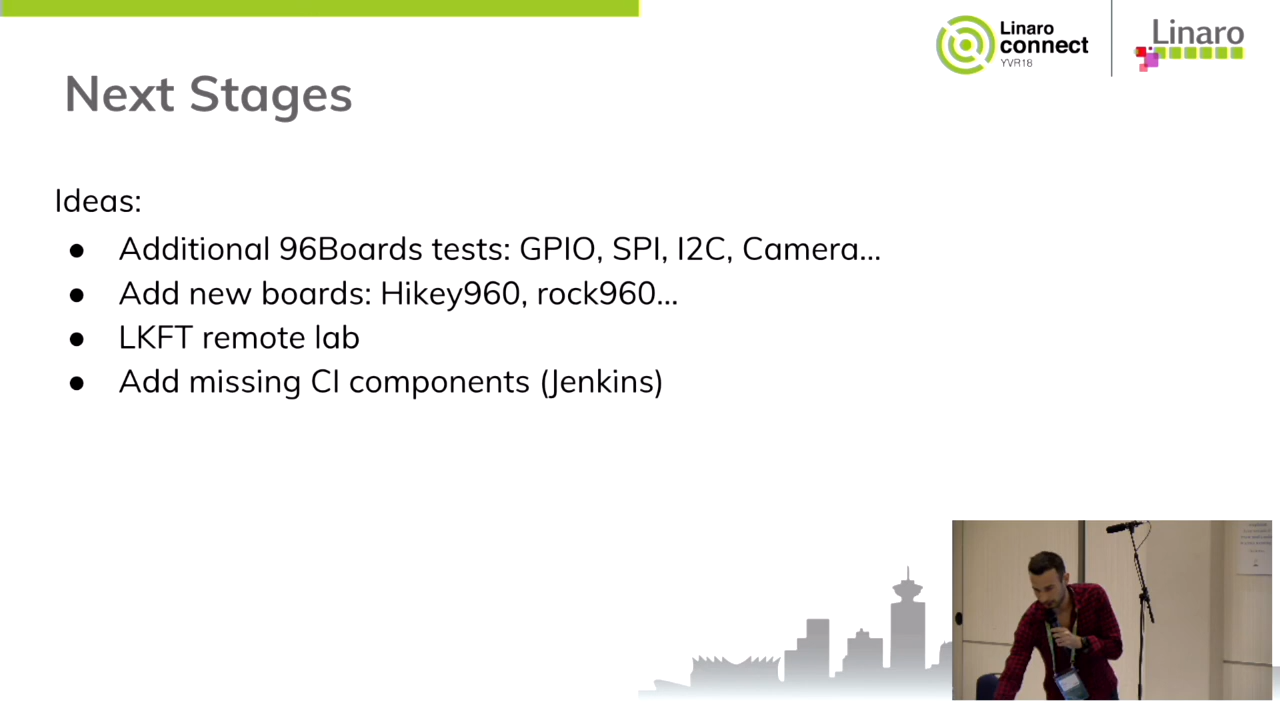 Linaro
connect
YVR18
Linaro
Next Stages
Ideas:
● Additional 96Boards tests: GPIO, SPI, I2C, Camera...
● Add new boards: Hikey960, rock960...
● LKFT remote lab
● Add missing CI components (Jenkins)